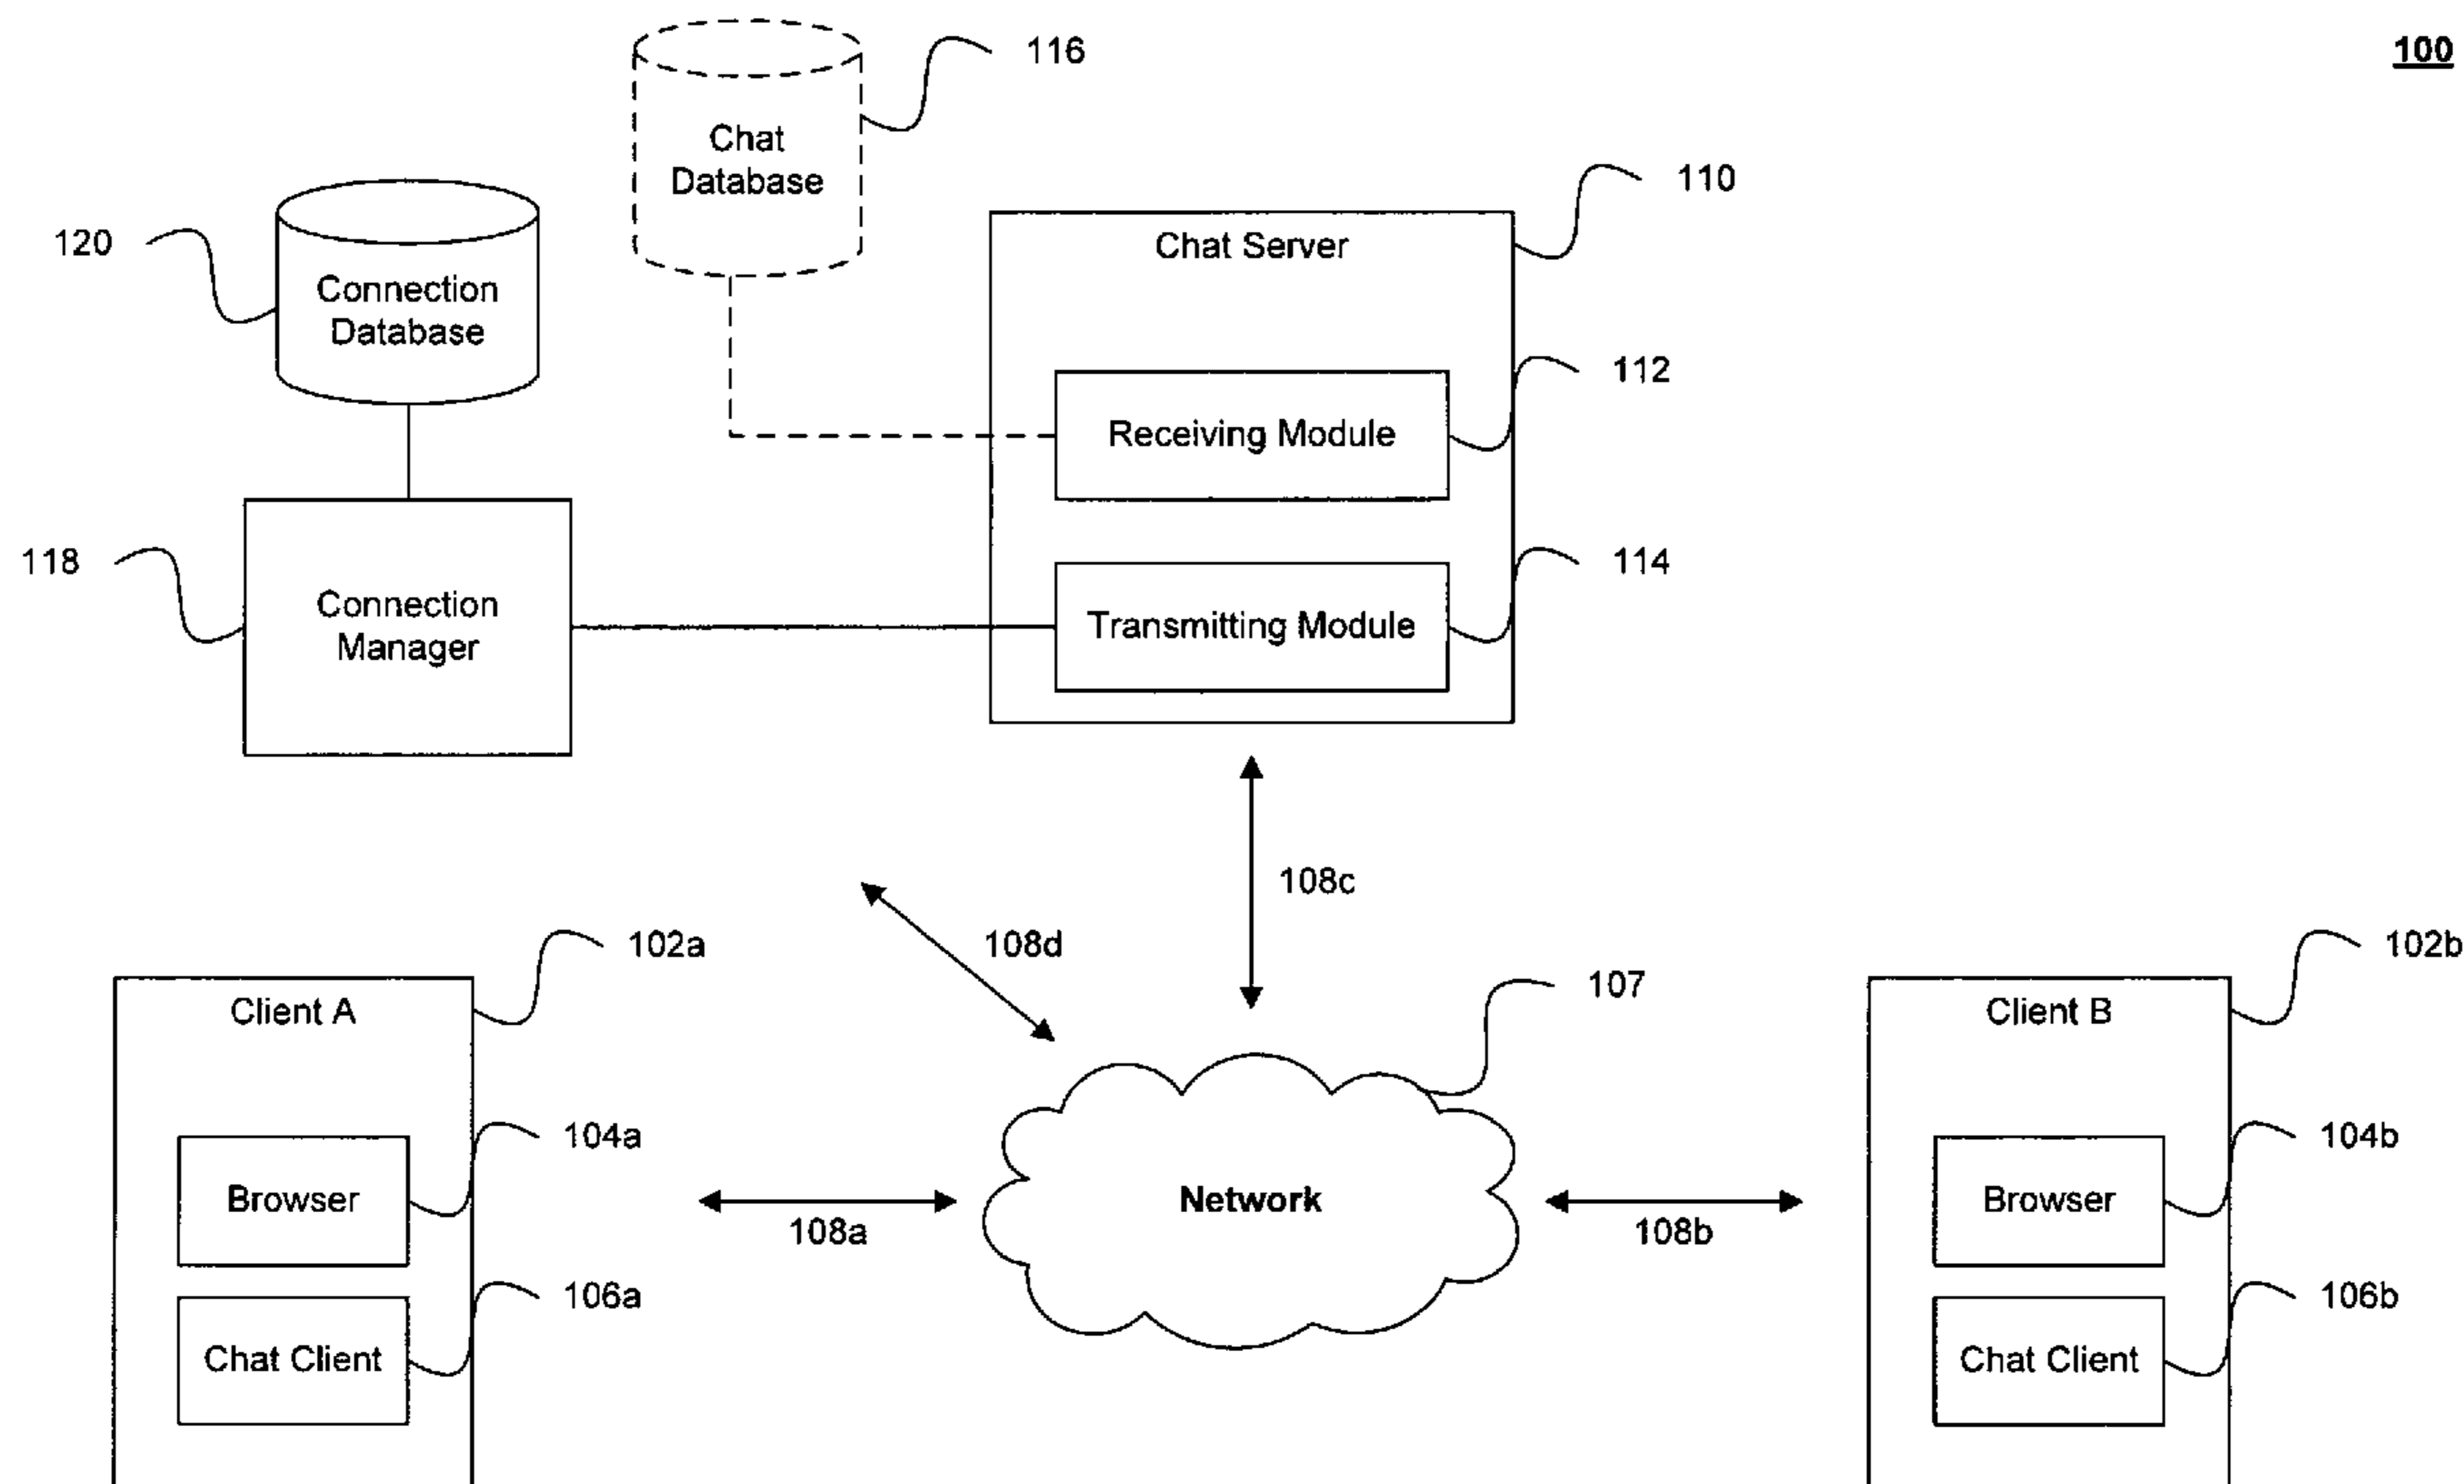 100
116
Chat
Database
110
Chat Server
120
Connection
Database
112
Receiving Module
118
Connection
Manager
114
Transmitting Module
108c
108d
102a
102b
107
Client A
Client B
104a
104b
Browser
Network
Browser
108a
108b
106a
106b
Chat Client
Chat Client